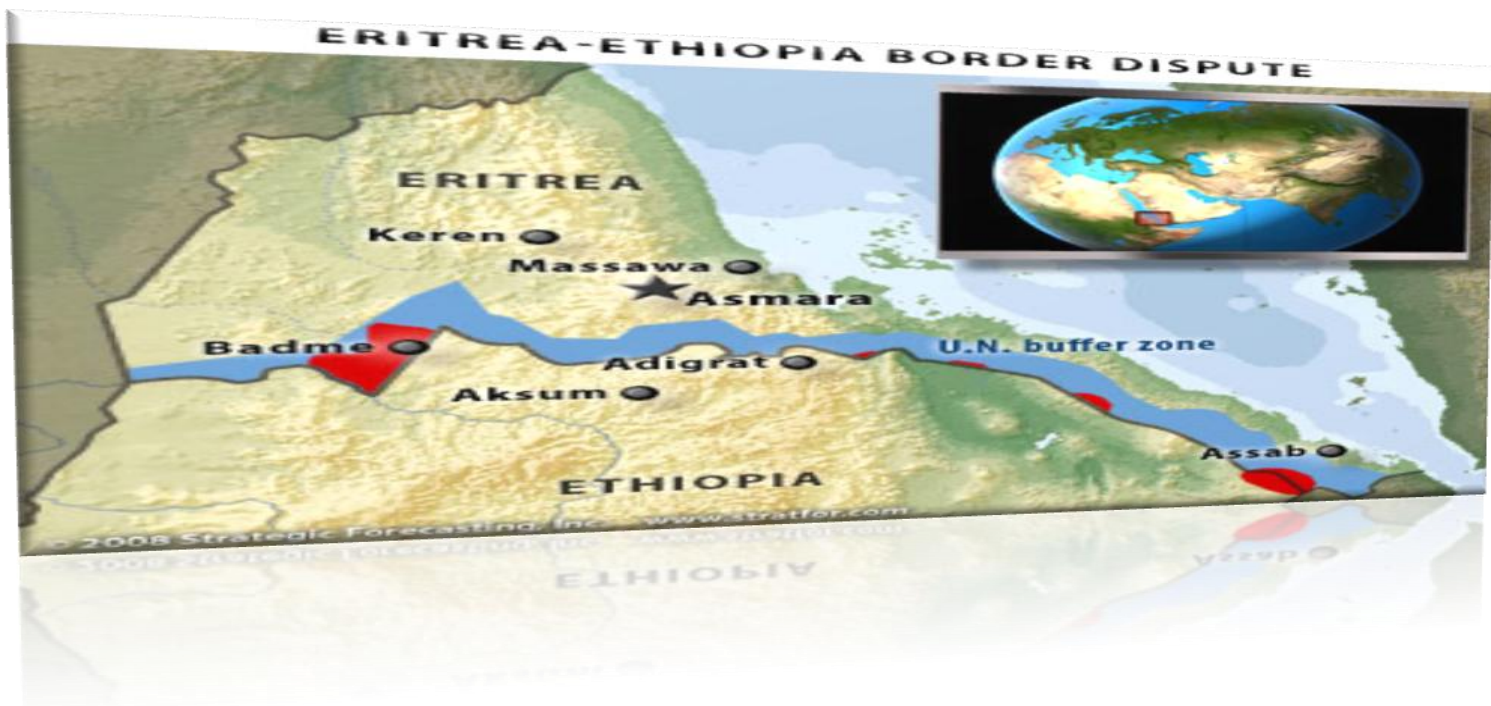 ERITREA-ETHIOPIA BORDER DISPUTE
ERITREA
Keren
Massawa
Asmara
Badme
Adigrat
U.N. buffer zone
Aksum
Assab
ETHIOPIA
© 2008 Strategic Forecasting, Inc. www.stratfor.com